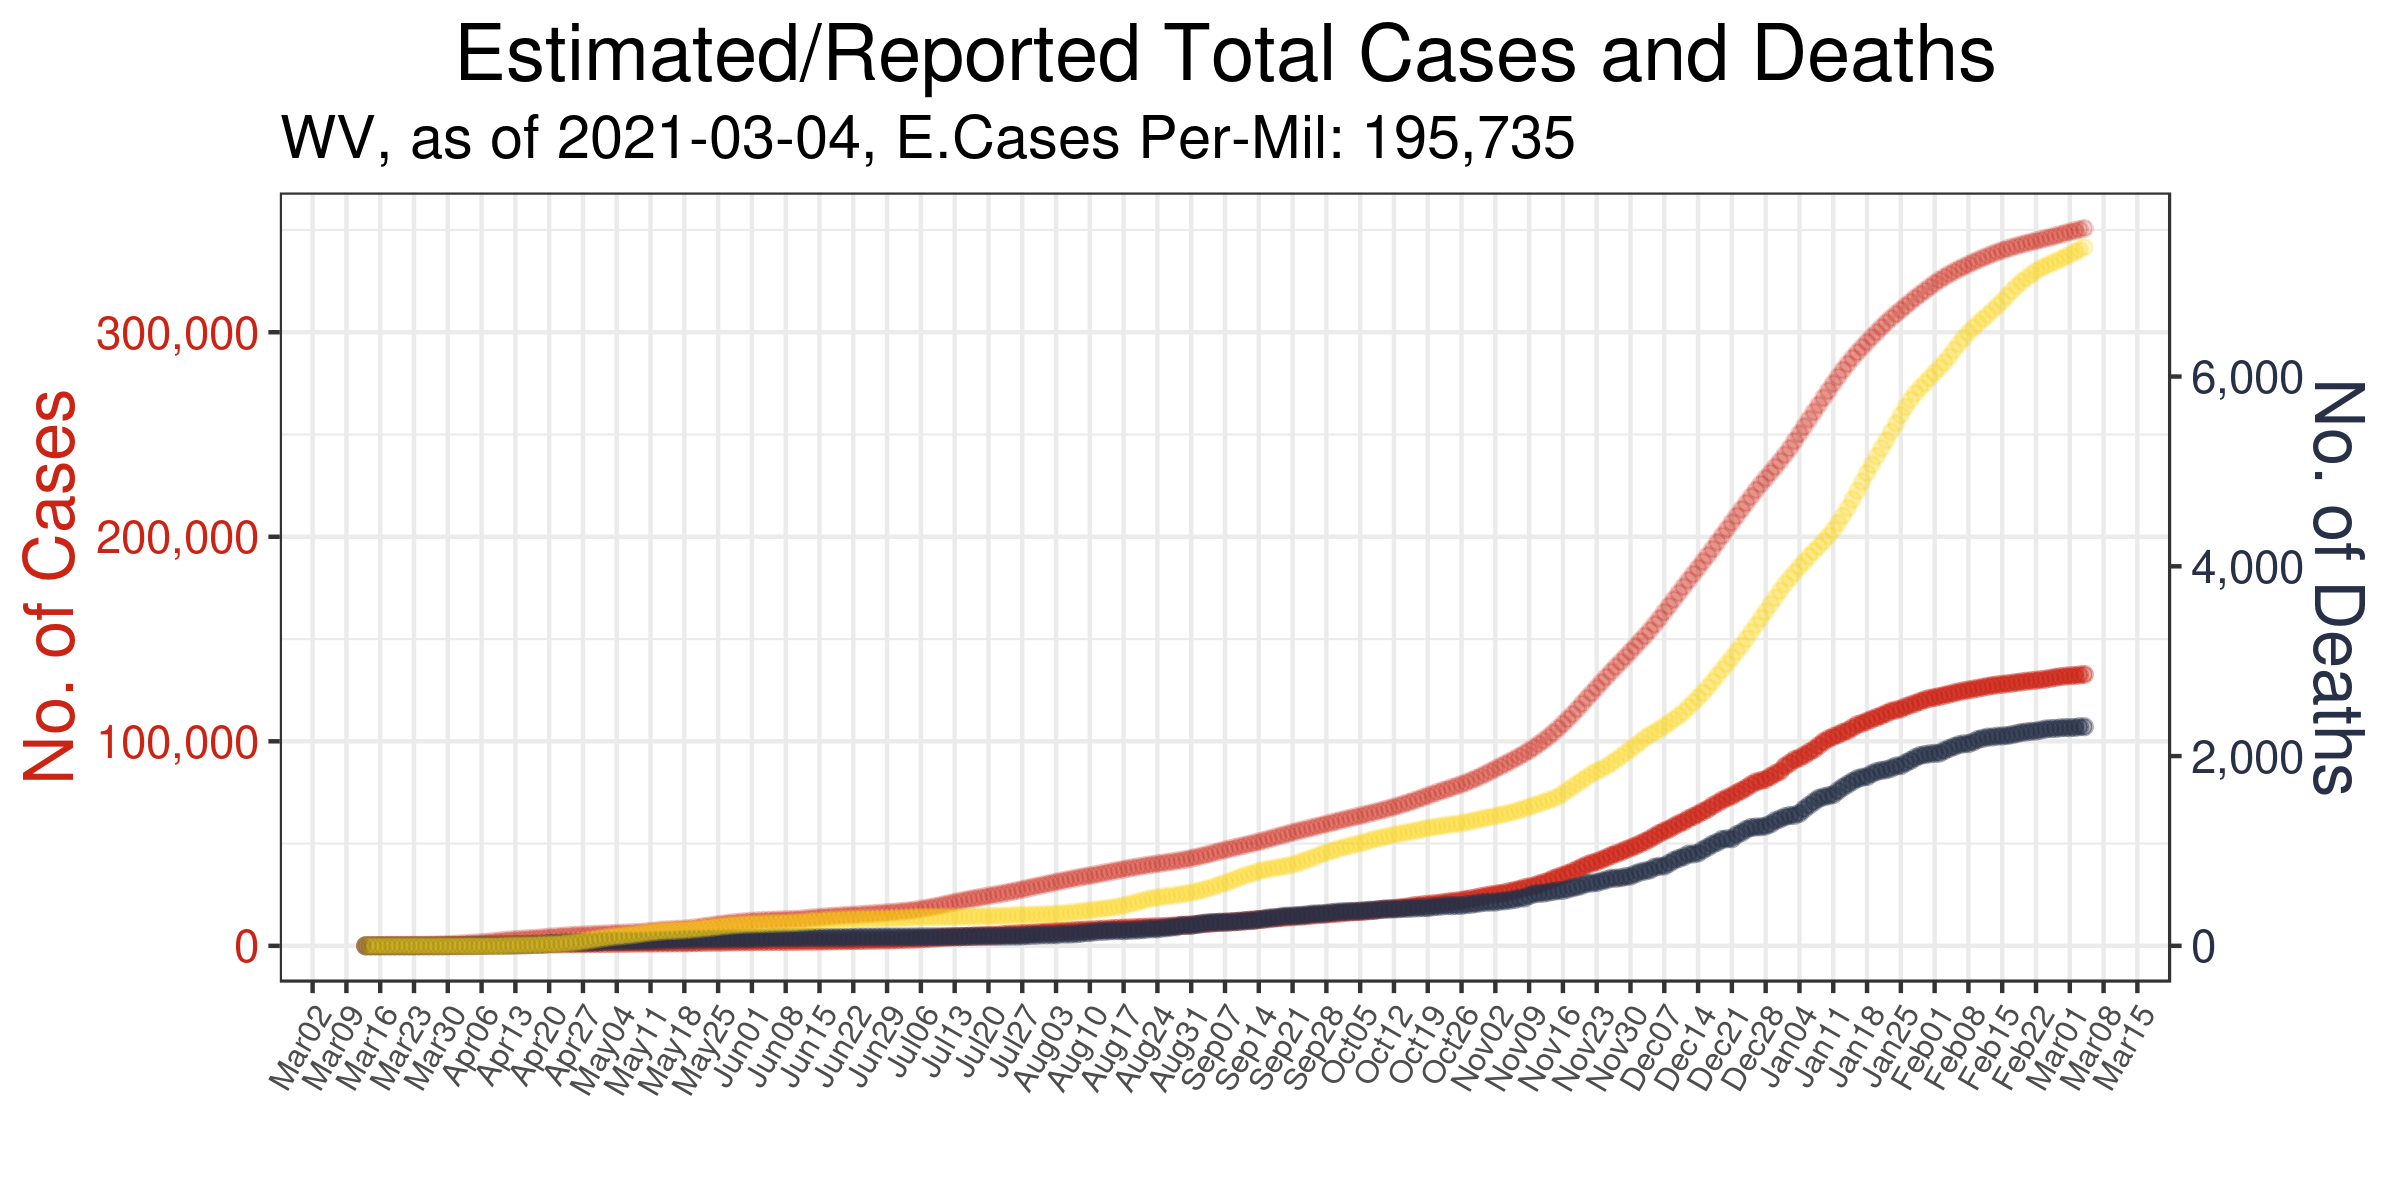 Estimated/Reported Total Cases and Deaths
WV, as of 2021-03-04, E.Cases Per-Mil: 195,735
No. of Cases
300,000
200,000
100,000
0
6,000
4,000
2,000
0
No. of Deaths
Mar02
Mar09
Mar16
Mar23
Mar30
Apr06
Apr13
Apr20
Apr27
May04
May11
May18
May25
Jun01
Jun08
Jun15
Jun22
Jun29
Jul06
Jul13
Jul20
Jul27
Aug03
Aug10
Aug17
Aug24
Aug31
Sep07
Sep14
Sep21
Sep28
Oct05
Oct12
Oct19
Oct26
Nov02
Nov09
Nov16
Nov23
Nov30
Dec07
Dec14
Dec21
Dec28
Jan04
Jan11
Jan18
Jan25
Feb01
Feb08
Feb15
Feb22
Mar01
Mar08
Mar15